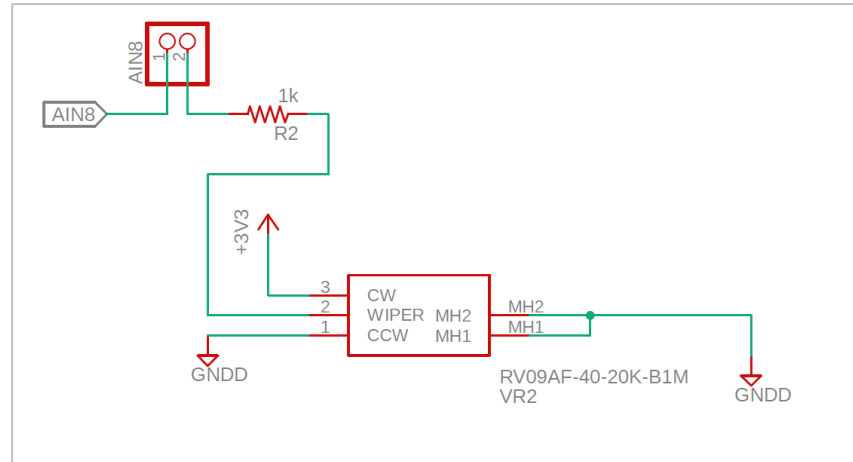 AIN8
1
2
AIN8
1k
R2
+3V3
3
CW
2
WIPER
MH2
MH2
1
CCW
MH1
MH1
GNDD
RV09AF-40-20K-B1M
VR2
GNDD